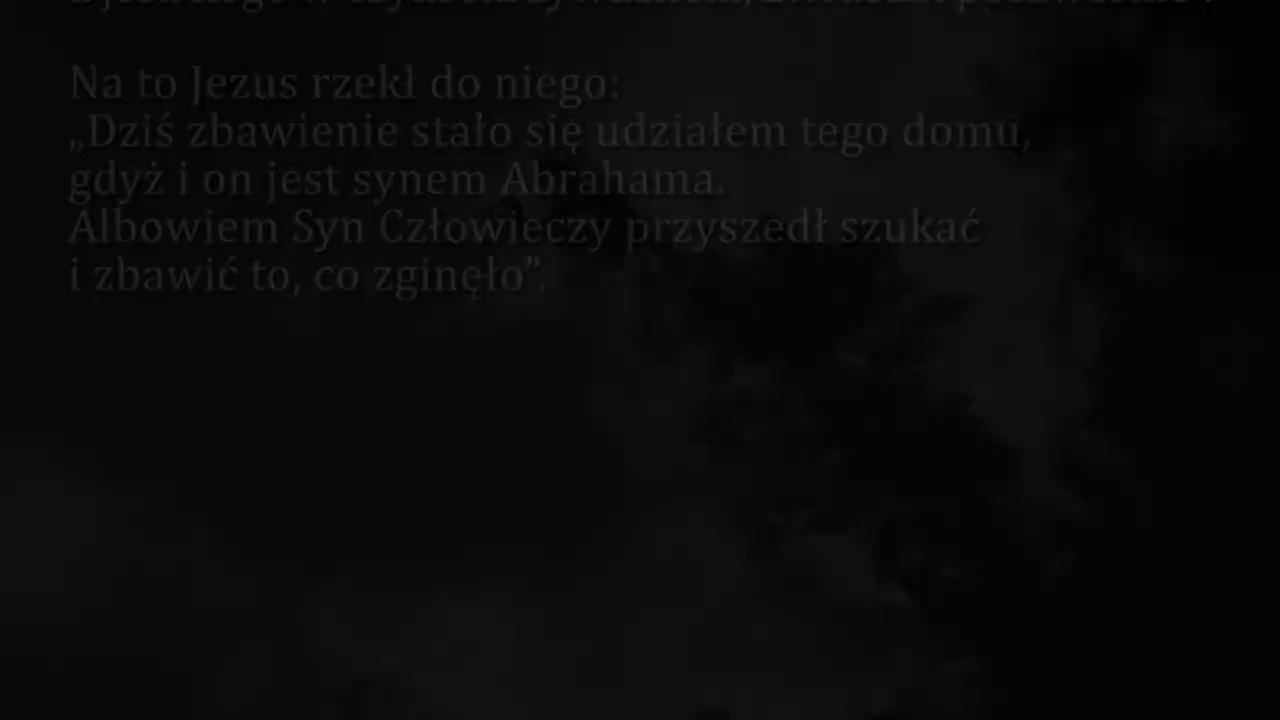 Na to Jezus rzekł do niego:
„Dziś zbawienie stało się udziałem tego domu,
gdyż i on jest synem Abrahama.
Albowiem Syn Człowieczy przyszedł szukać
i zbawić to, co zginęło”.